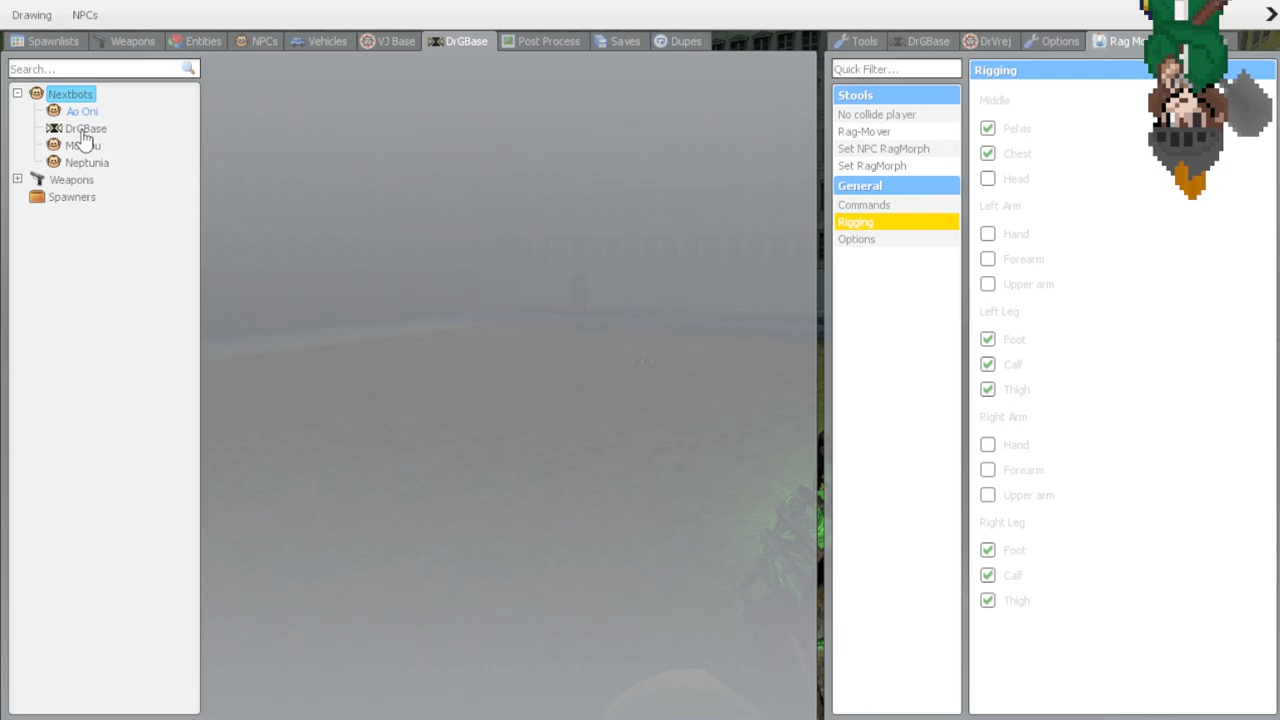 Drawing NPCs
Spawnlists Weapons Entities NPCs Vehicles VJ Base DrGBase Post Process Saves Dupes
Tools DrGBase DrVrej Options Rag
Search...
Nextbots
Ao Oni
DrGBase
Neptunia
Weapons
Spawners
Quick Filter...
Stools
No collide player
Rag-Mover
Set NPC RagMorph
Set RagMorph
General
Commands
Rigging
Options
Rigging
Middle
Pelvis
Chest
Head
Left Arm
Hand
Forearm
Upper arm
Left Leg
Foot
Calf
Thigh
Right Arm
Hand
Forearm
Upper arm
Right Leg
Foot
Calf
Thigh